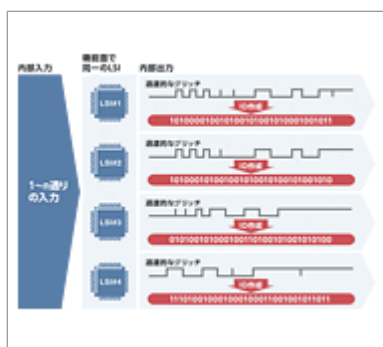 内部入力
機能面で
同一のLSI
内部出力
1〜n通り
の入力
LSI#1
過渡的なグリッチ
ID作成
LSI#2
過渡的なグリッチ
ID作成
LSI#3
過渡的なグリッチ
ID作成
LSI#4
過渡的なグリッチ
ID作成